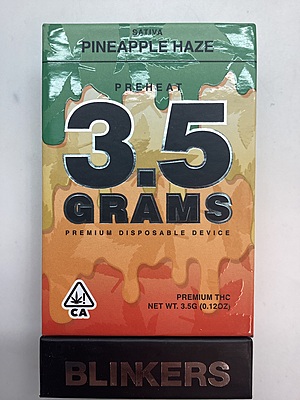 SATIVA
PINEAPPLE HAZE
PREHEAT
3.5
GRAMS
PREMIUM DISPOSABLE DEVICE
PREMIUM THC
NET WT. 3.5G (0.12OZ)
CA
BLINKERS